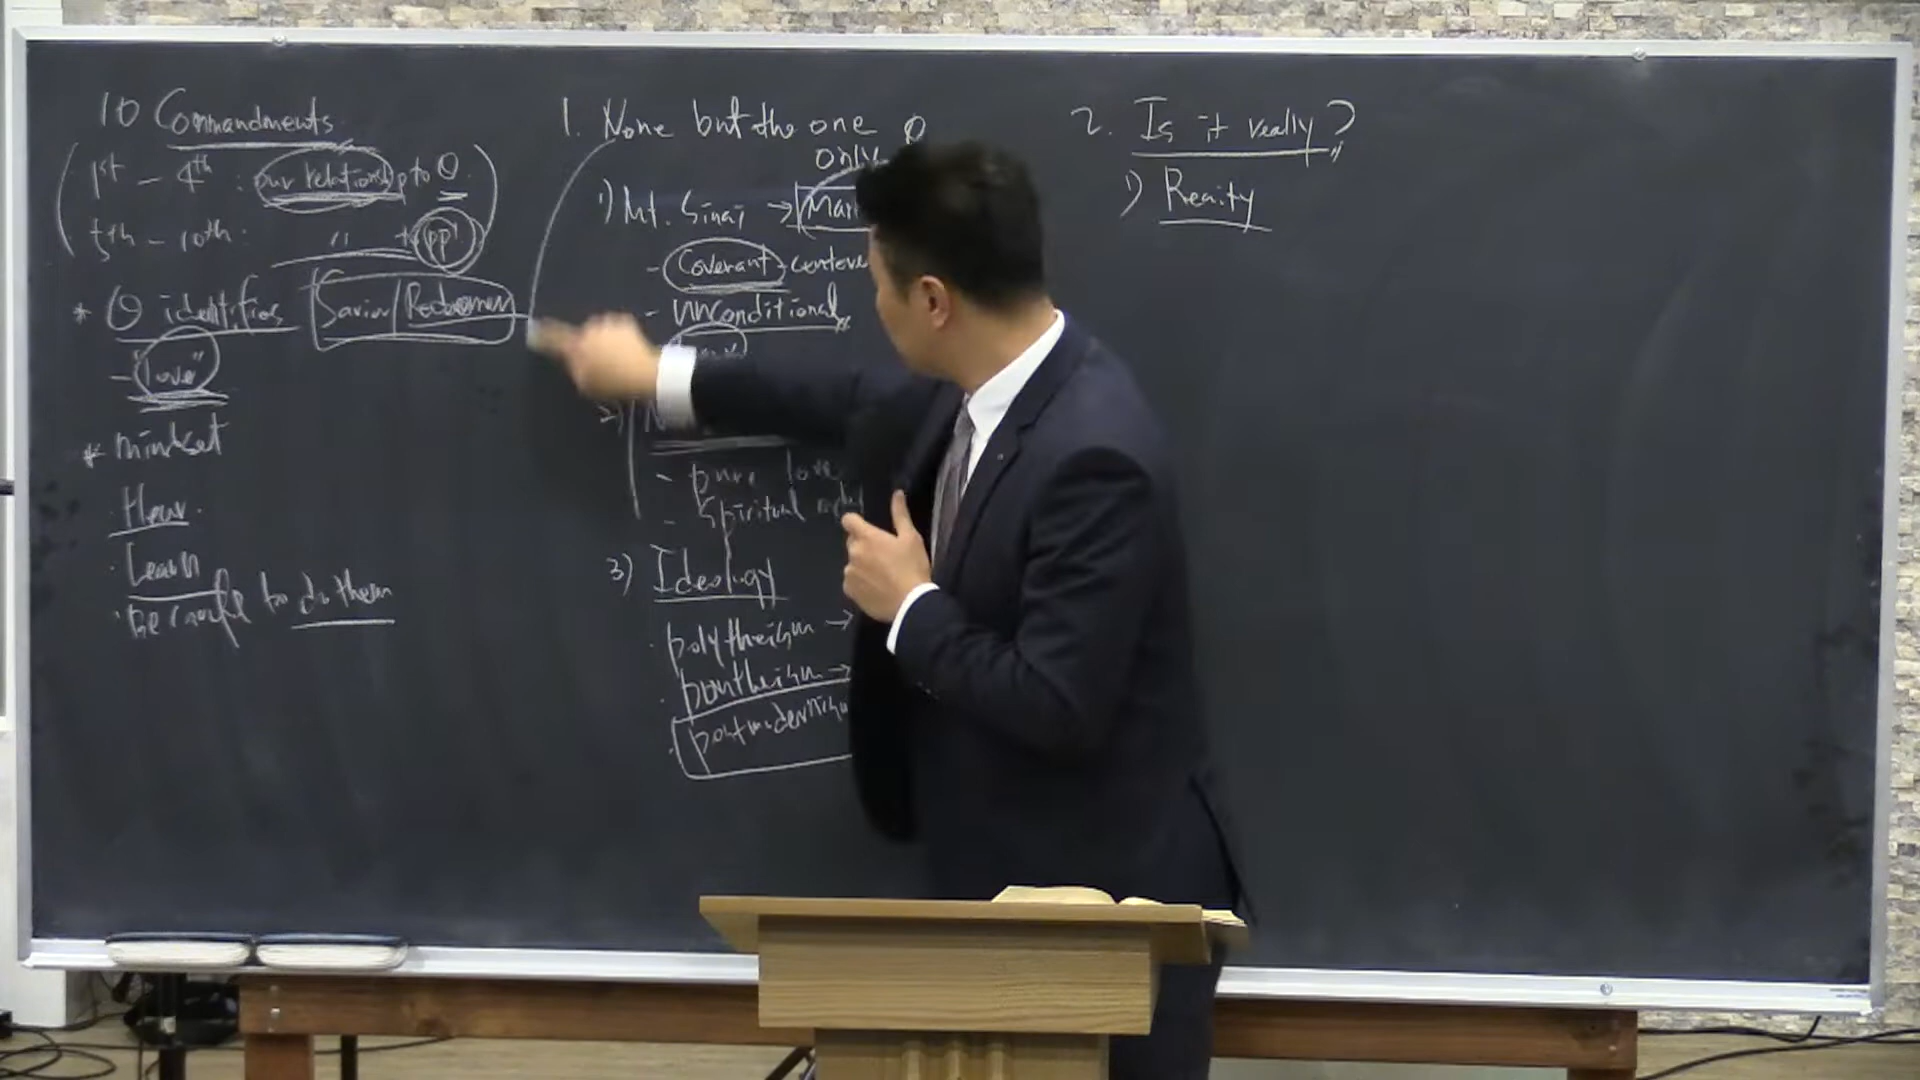 10 Commandments
1st - 4th : our relationship to Θ
5th - 10th : " to ppl
* Θ identifies Savior/Redeemer
- "love"
* mindset
· Hear
· Learn
· Be careful to do them
1. None but the one Θ
only
1) Mt. Sinai →
- Covenant-centered
- unconditional
2)
- pure love
- Spiritual
3) Ideology
· polytheism →
· pantheism →
· postmodernism
2. Is it really?
1) Reality